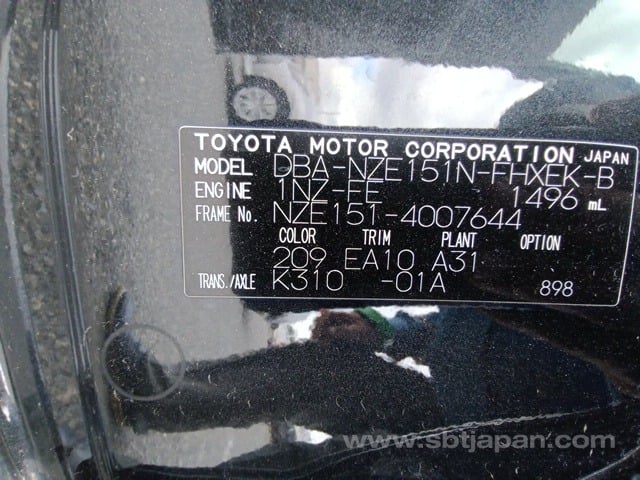 TOYOTA MOTOR CORPORATION JAPAN
MODEL DBA-NZE151N-FHXEK-B
ENGINE 1NZ-FE 1496 mL
FRAME No. NZE151-4007644
COLOR TRIM PLANT OPTION
209 EA10 A31
TRANS./AXLE K310 -01A 898
www.sbtjapan.com